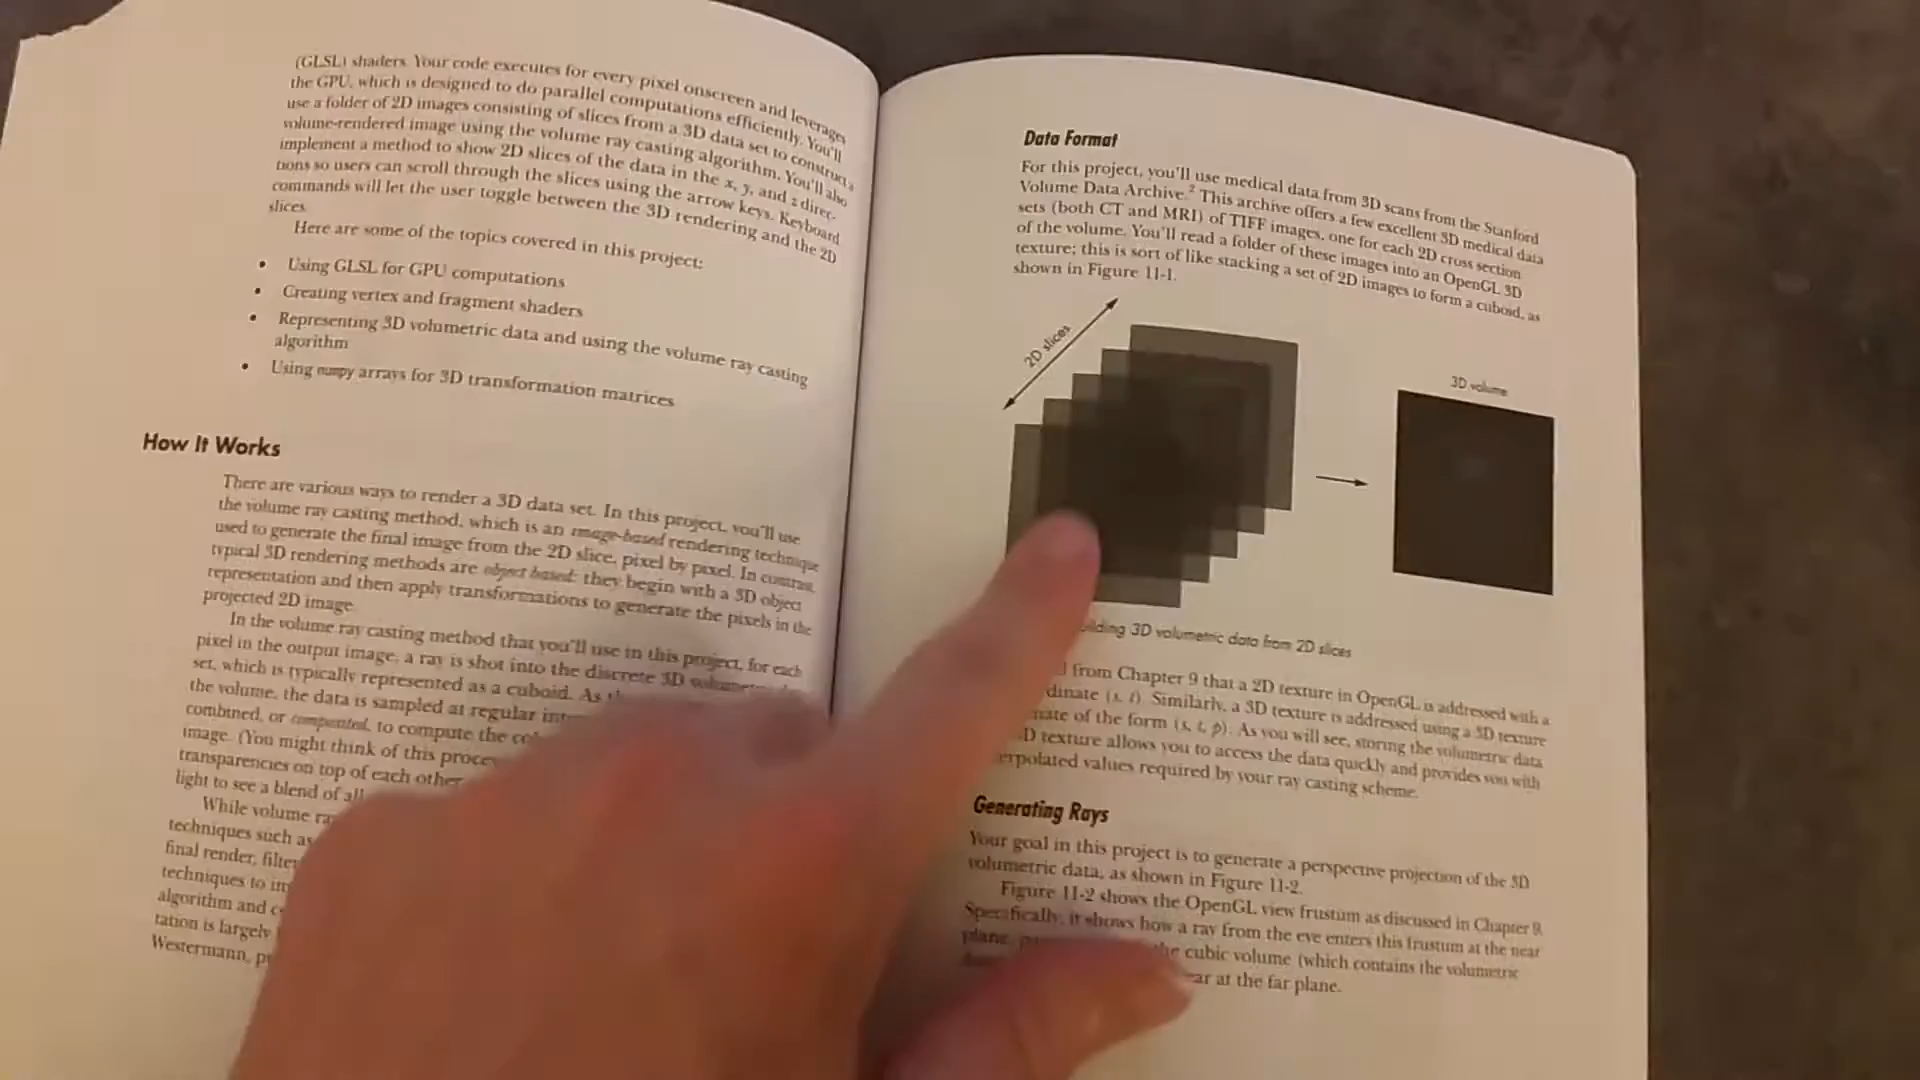 (GLSL) shaders. Your code executes for every pixel onscreen and leverages
the GPU, which is designed to do parallel computations efficiently. You'll
use a folder of 2D images consisting of slices from a 3D data set to construct a
volume-rendered image using the volume ray casting algorithm. You'll also
implement a method to show 2D slices of the data in the x, y, and z direc-
tions so users can scroll through the slices using the arrow keys. Keyboard
commands will let the user toggle between the 3D rendering and the 2D
slices.
Here are some of the topics covered in this project:
• Using GLSL for GPU computations
• Creating vertex and fragment shaders
• Representing 3D volumetric data and using the volume ray casting
algorithm
• Using numpy arrays for 3D transformation matrices
How It Works
There are various ways to render a 3D data set. In this project, you'll use
the volume ray casting method, which is an image-based rendering technique
used to generate the final image from the 2D slice, pixel by pixel. In contrast,
typical 3D rendering methods are object based: they begin with a 3D object
representation and then apply transformations to generate the pixels in the
projected 2D image.
In the volume ray casting method that you'll use in this project, for each
pixel in the output image, a ray is shot into the discrete 3D volumetric
set, which is typically represented as a cuboid. As
the volume, the data is sampled at regular
combined, or composited, to compute the
image. (You might think of this
transparencies on top of each other
light to see a blend of all
While volume
techniques such as
final render,
techniques to
algorithm and
tation is largely
Westermann,
Data Format
For this project, you'll use medical data from 3D scans from the Stanford
Volume Data Archive.² This archive offers a few excellent 3D medical data
sets (both CT and MRI) of TIFF images, one for each 2D cross section
of the volume. You'll read a folder of these images into an OpenGL 3D
texture; this is sort of like stacking a set of 2D images to form a cuboid, as
shown in Figure 11-1.
2D slices
3D volume
3D volumetric data from 2D slices
from Chapter 9 that a 2D texture in OpenGL is addressed with a
(s, t). Similarly, a 3D texture is addressed using a 3D texture
of the form (s, t, p). As you will see, storing the volumetric data
texture allows you to access the data quickly and provides you with
values required by your ray casting scheme.
Generating Rays
Your goal in this project is to generate a perspective projection of the 3D
volumetric data, as shown in Figure 11-2.
Figure 11-2 shows the OpenGL view frustum as discussed in Chapter 9.
Specifically, it shows how a ray from the eye enters this frustum at the near
plane, the cubic volume (which contains the volumetric
at the far plane.